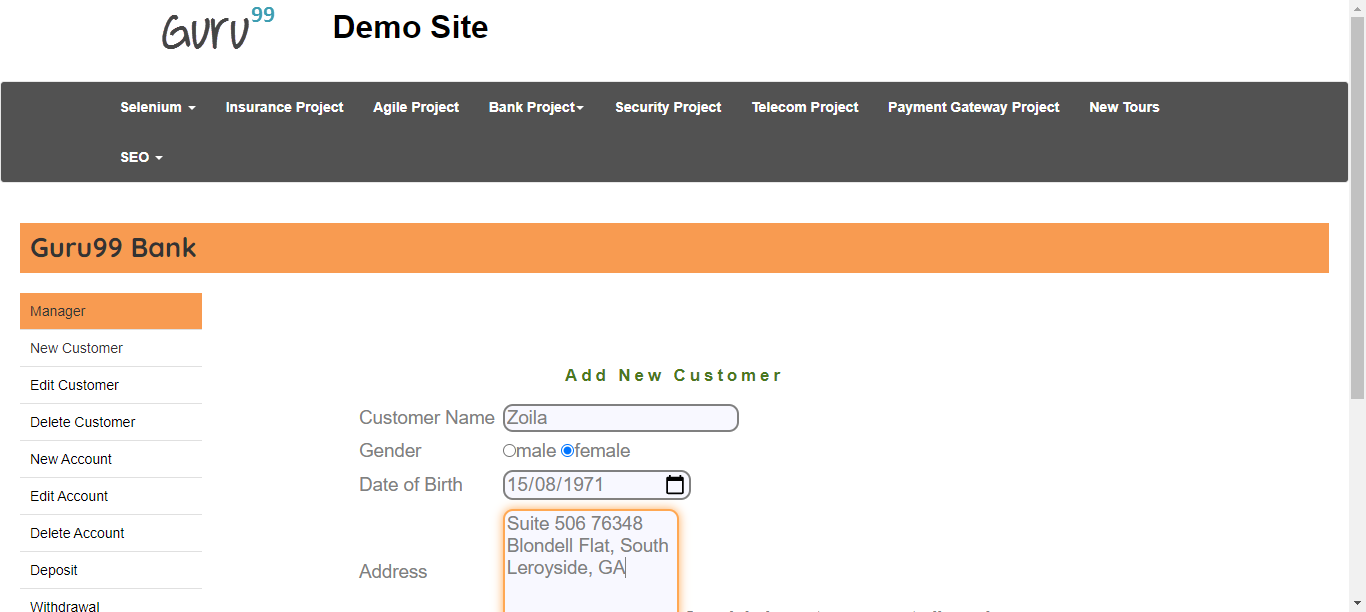 Guru99 Demo Site
Selenium Insurance Project Agile Project Bank Project Security Project Telecom Project Payment Gateway Project New Tours
SEO
Guru99 Bank
Manager
New Customer
Edit Customer
Delete Customer
New Account
Edit Account
Delete Account
Deposit
Withdrawal
Add New Customer
Customer Name Zoila
Gender male female
Date of Birth 15/08/1971
Address Suite 506 76348
Blondell Flat, South
Leroyside, GA